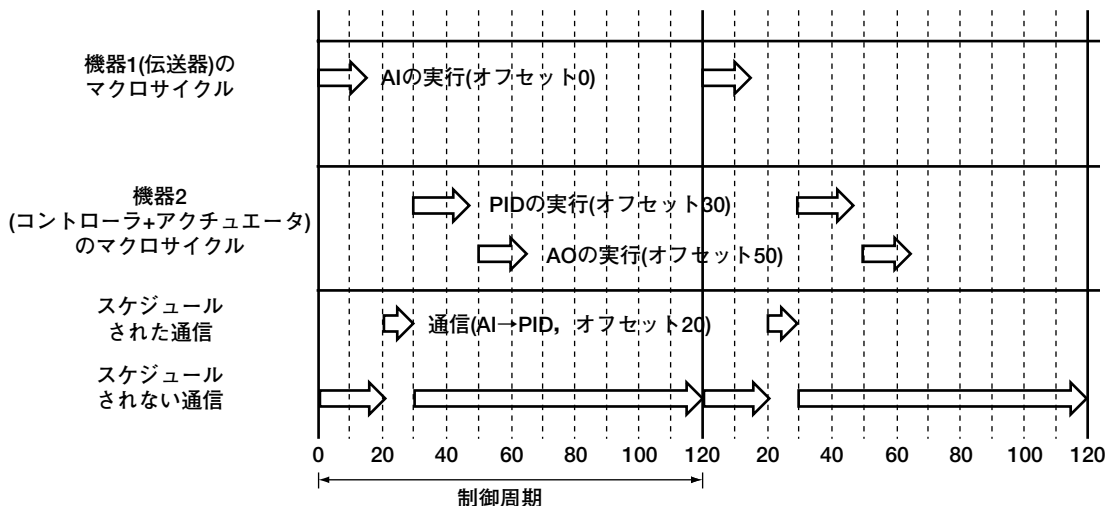 機器1(伝送器)の
マクロサイクル
AIの実行(オフセット0)
機器2
(コントローラ+アクチュエータ)
のマクロサイクル
PIDの実行(オフセット30)
AOの実行(オフセット50)
スケジュール
された通信
通信(AI→PID，オフセット20)
スケジュール
されない通信
0 20 40 60 80 100 120 20 40 60 80 100 120
制御周期